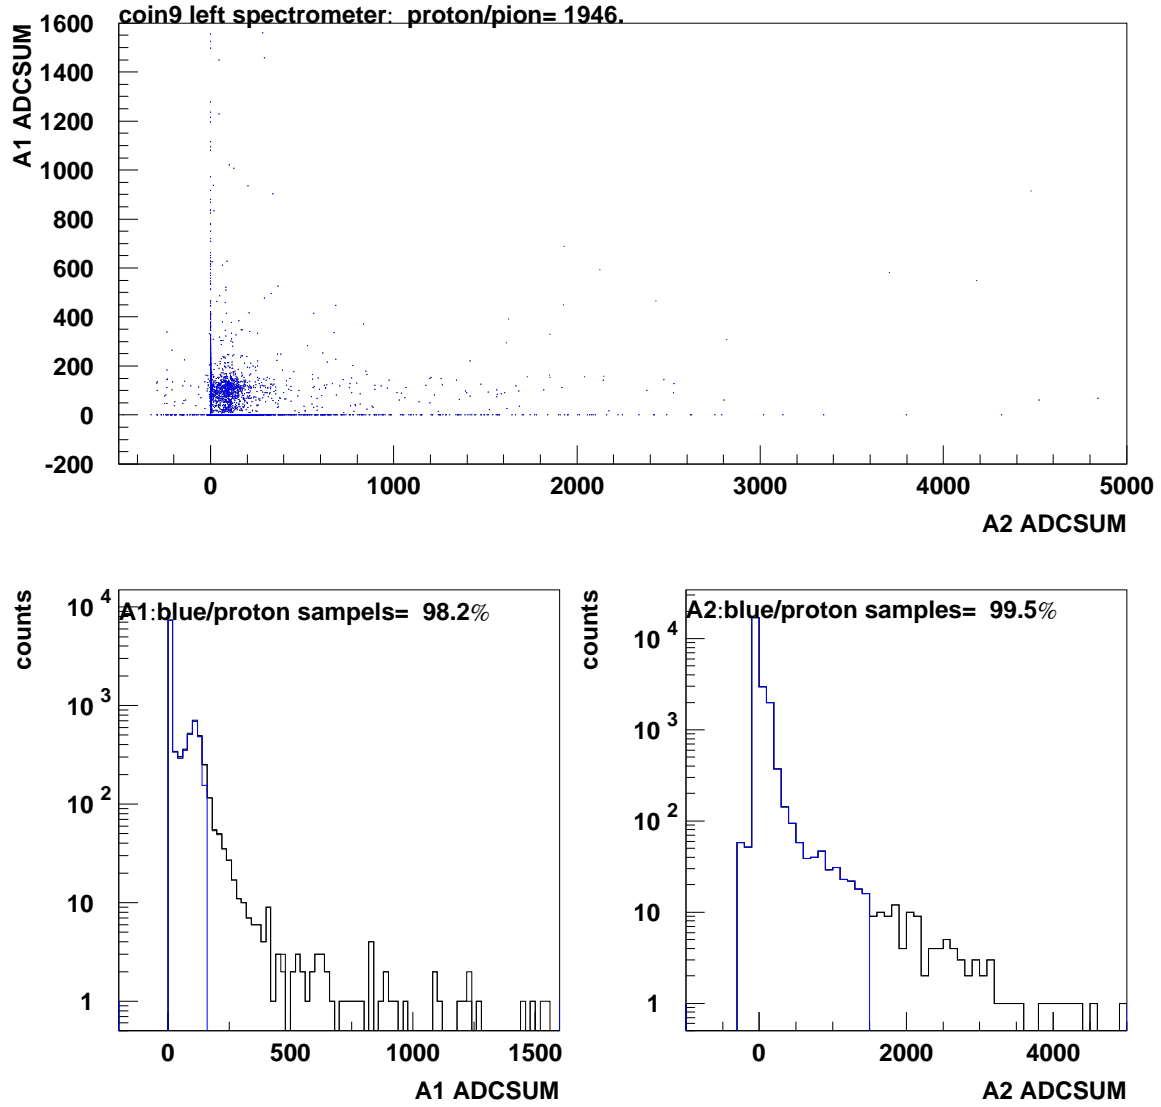 coin9 left spectrometer: proton/pion= 1946.
A1 ADCSUM
1600
1400
1200
1000
800
600
400
200
0
-200
0 1000 2000 3000 4000 5000
A2 ADCSUM
A1:blue/proton sampels= 98.2%
counts
10 4
10 3
10 2
10
1
0 500 1000 1500
A1 ADCSUM
A2:blue/proton samples= 99.5%
counts
10 4
10 3
10 2
10
1
0 2000 4000
A2 ADCSUM